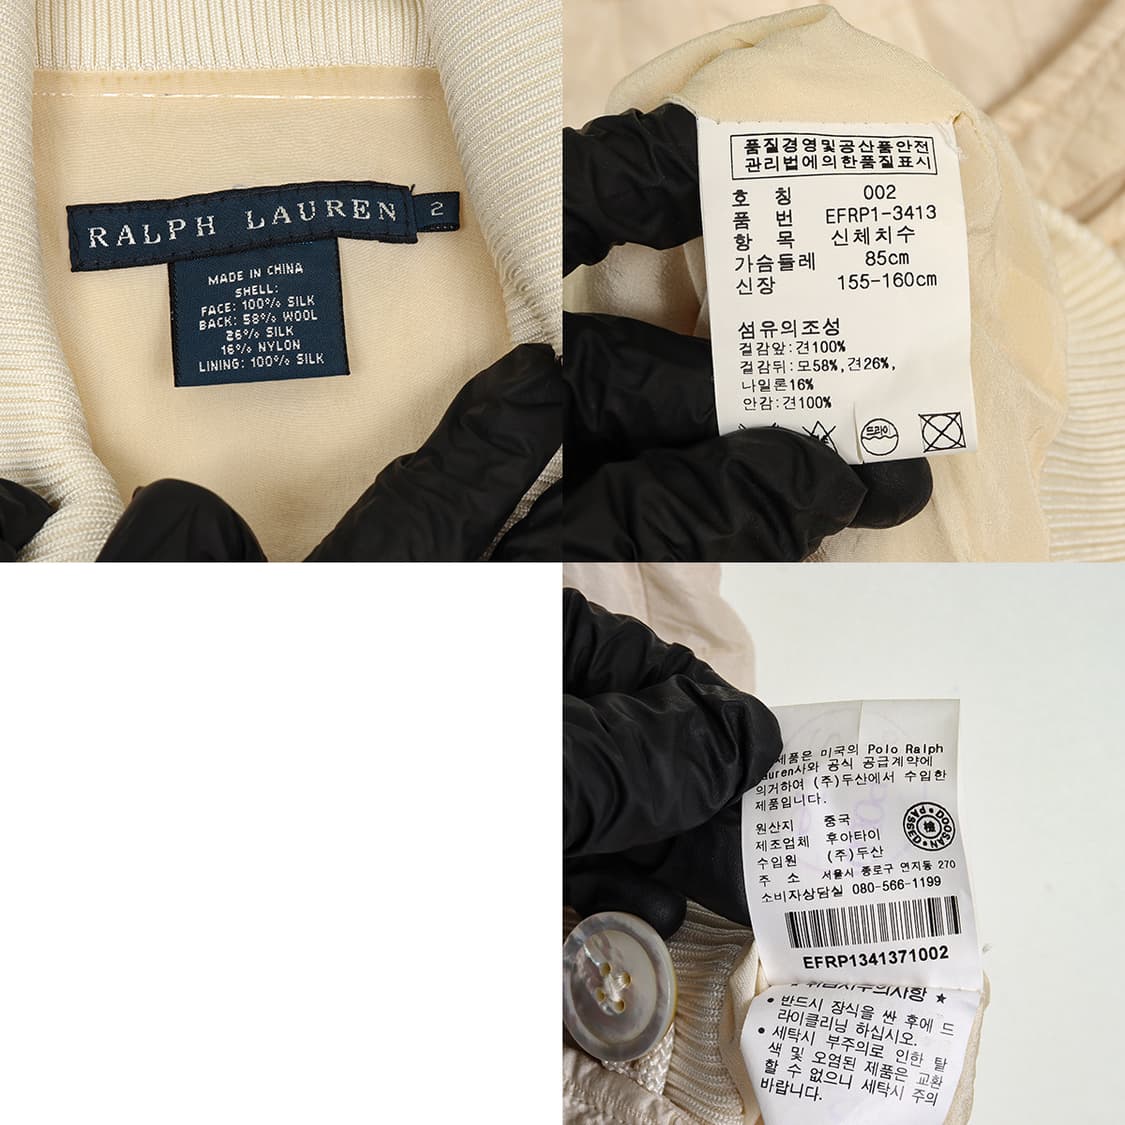 RALPH LAUREN
2
MADE IN CHINA
SHELL:
FACE: 100% SILK
BACK: 58% WOOL
26% SILK
16% NYLON
LINING: 100% SILK
품질경영및공산품안전
관리법에의한품질표시
호 칭 002
품 번 EFRP1-3413
항 목 신체치수
가슴둘레 85cm
신장 155-160cm
섬유의조성
겉감앞:견100%
겉감뒤:모58%,견26%,
나일론16%
안감:견100%
드라이
제품은 미국의 Polo Ralph
Lauren사와 공식 공급계약에
의거하여 (주)두산에서 수입한
제품입니다.
원산지 중국
제조업체 후아타이
수입원 (주)두산
주 소 서울시 종로구 연지동 270
소비자상담실 080-566-1199
DOOSAN PASSED
檢
EFRP1341371002
취급시주의사항 ★
• 반드시 장식을 싼 후에 드
라이클리닝 하십시오.
• 세탁시 부주의로 인한 탈
색 및 오염된 제품은 교환
할 수 없으니 세탁시 주의
바랍니다.